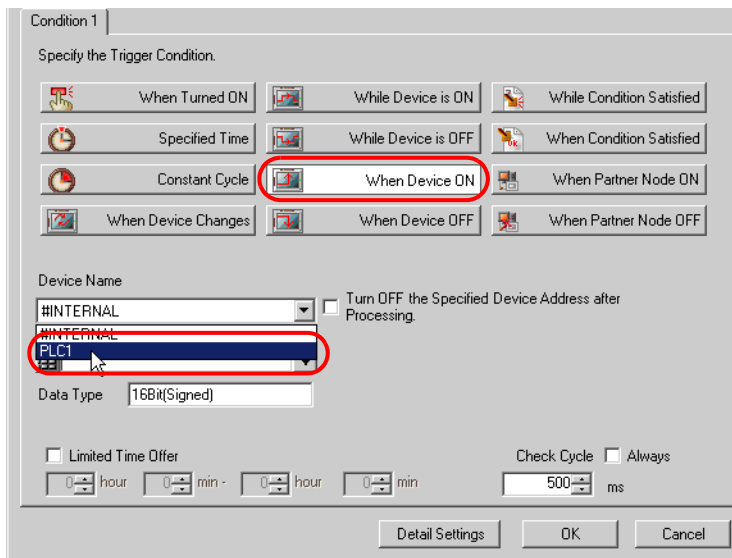 Condition 1
Specify the Trigger Condition.
When Turned ON
While Device is ON
While Condition Satisfied
Specified Time
While Device is OFF
When Condition Satisfied
Constant Cycle
When Device ON
When Partner Node ON
When Device Changes
When Device OFF
When Partner Node OFF
Device Name
#INTERNAL
Turn OFF the Specified Device Address after
Processing.
#INTERNAL
PLC1
Data Type 16Bit(Signed)
Limited Time Offer
Check Cycle Always
0 hour 0 min - 0 hour 0 min
500 ms
Detail Settings OK Cancel